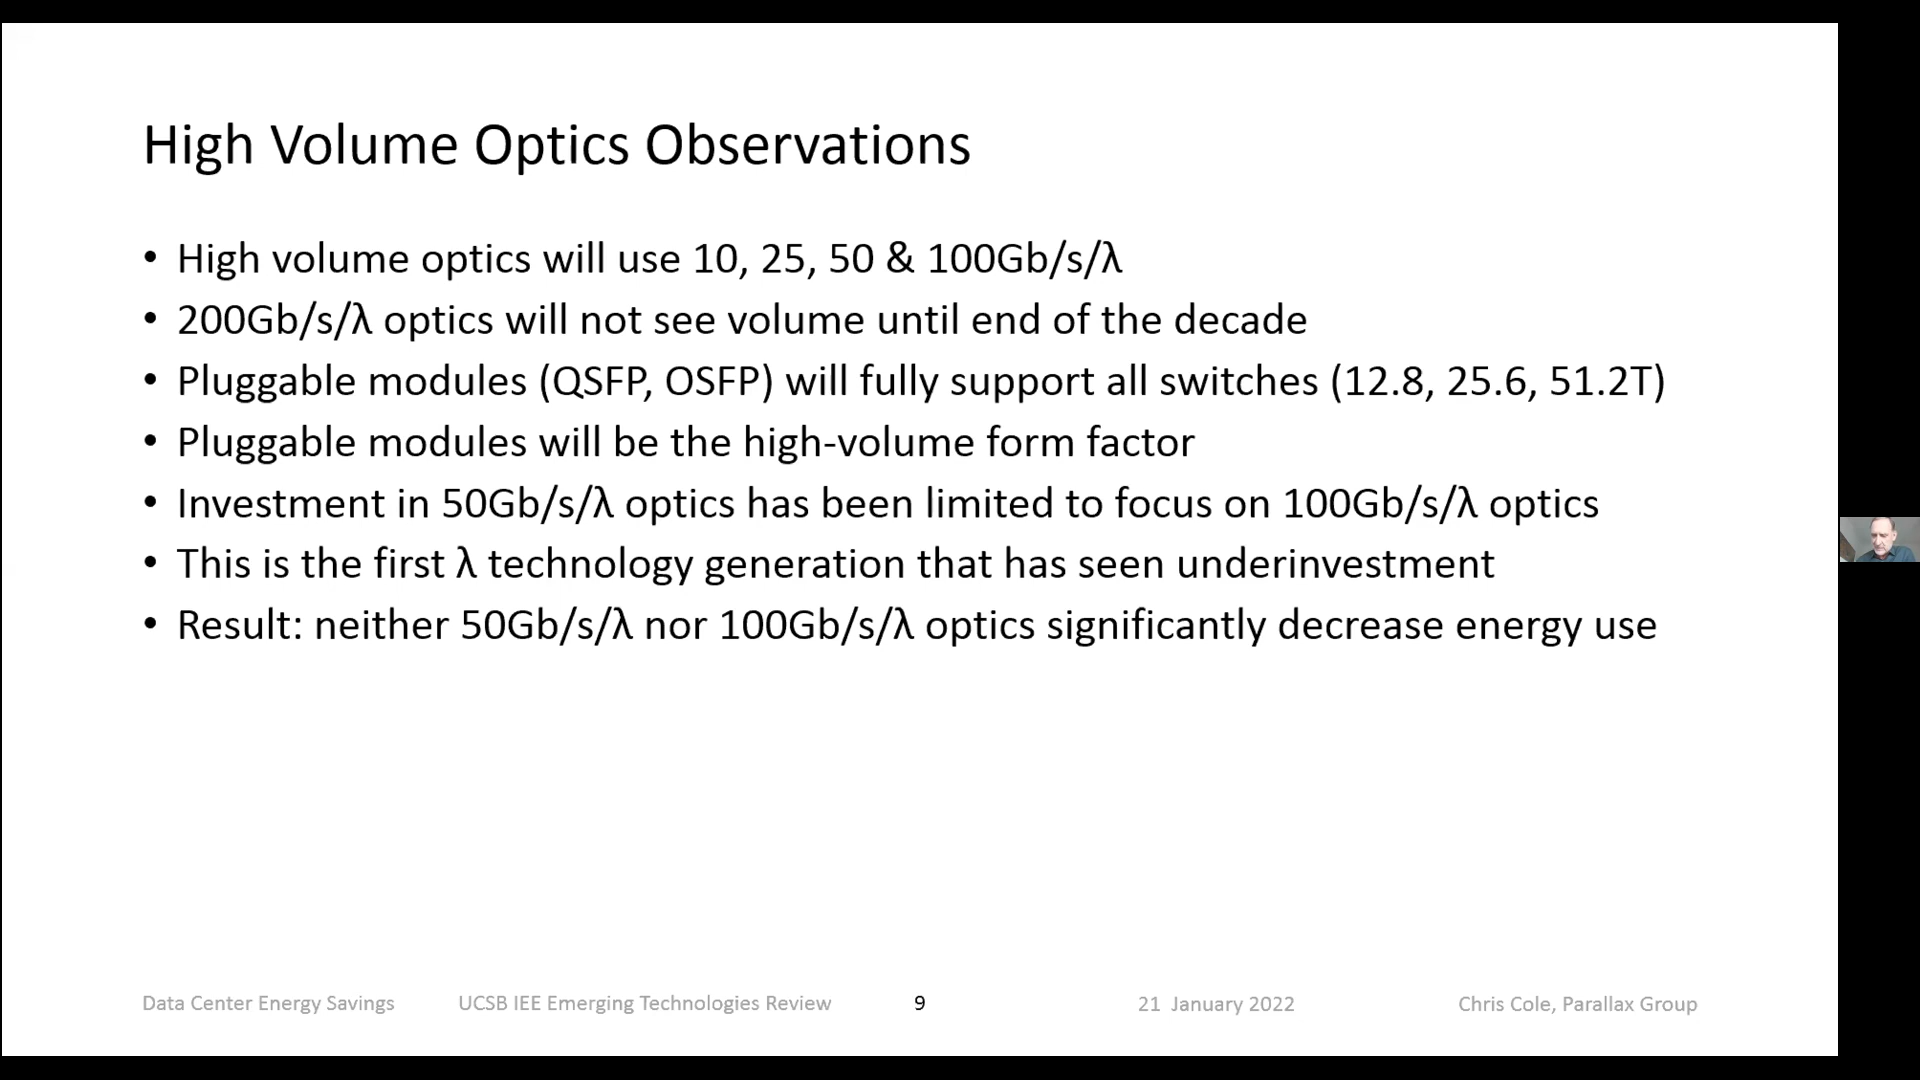 High Volume Optics Observations
• High volume optics will use 10, 25, 50 & 100Gb/s/λ
• 200Gb/s/λ optics will not see volume until end of the decade
• Pluggable modules (QSFP, OSFP) will fully support all switches (12.8, 25.6, 51.2T)
• Pluggable modules will be the high-volume form factor
• Investment in 50Gb/s/λ optics has been limited to focus on 100Gb/s/λ optics
• This is the first λ technology generation that has seen underinvestment
• Result: neither 50Gb/s/λ nor 100Gb/s/λ optics significantly decrease energy use
Data Center Energy Savings UCSB IEE Emerging Technologies Review 9 21 January 2022 Chris Cole, Parallax Group